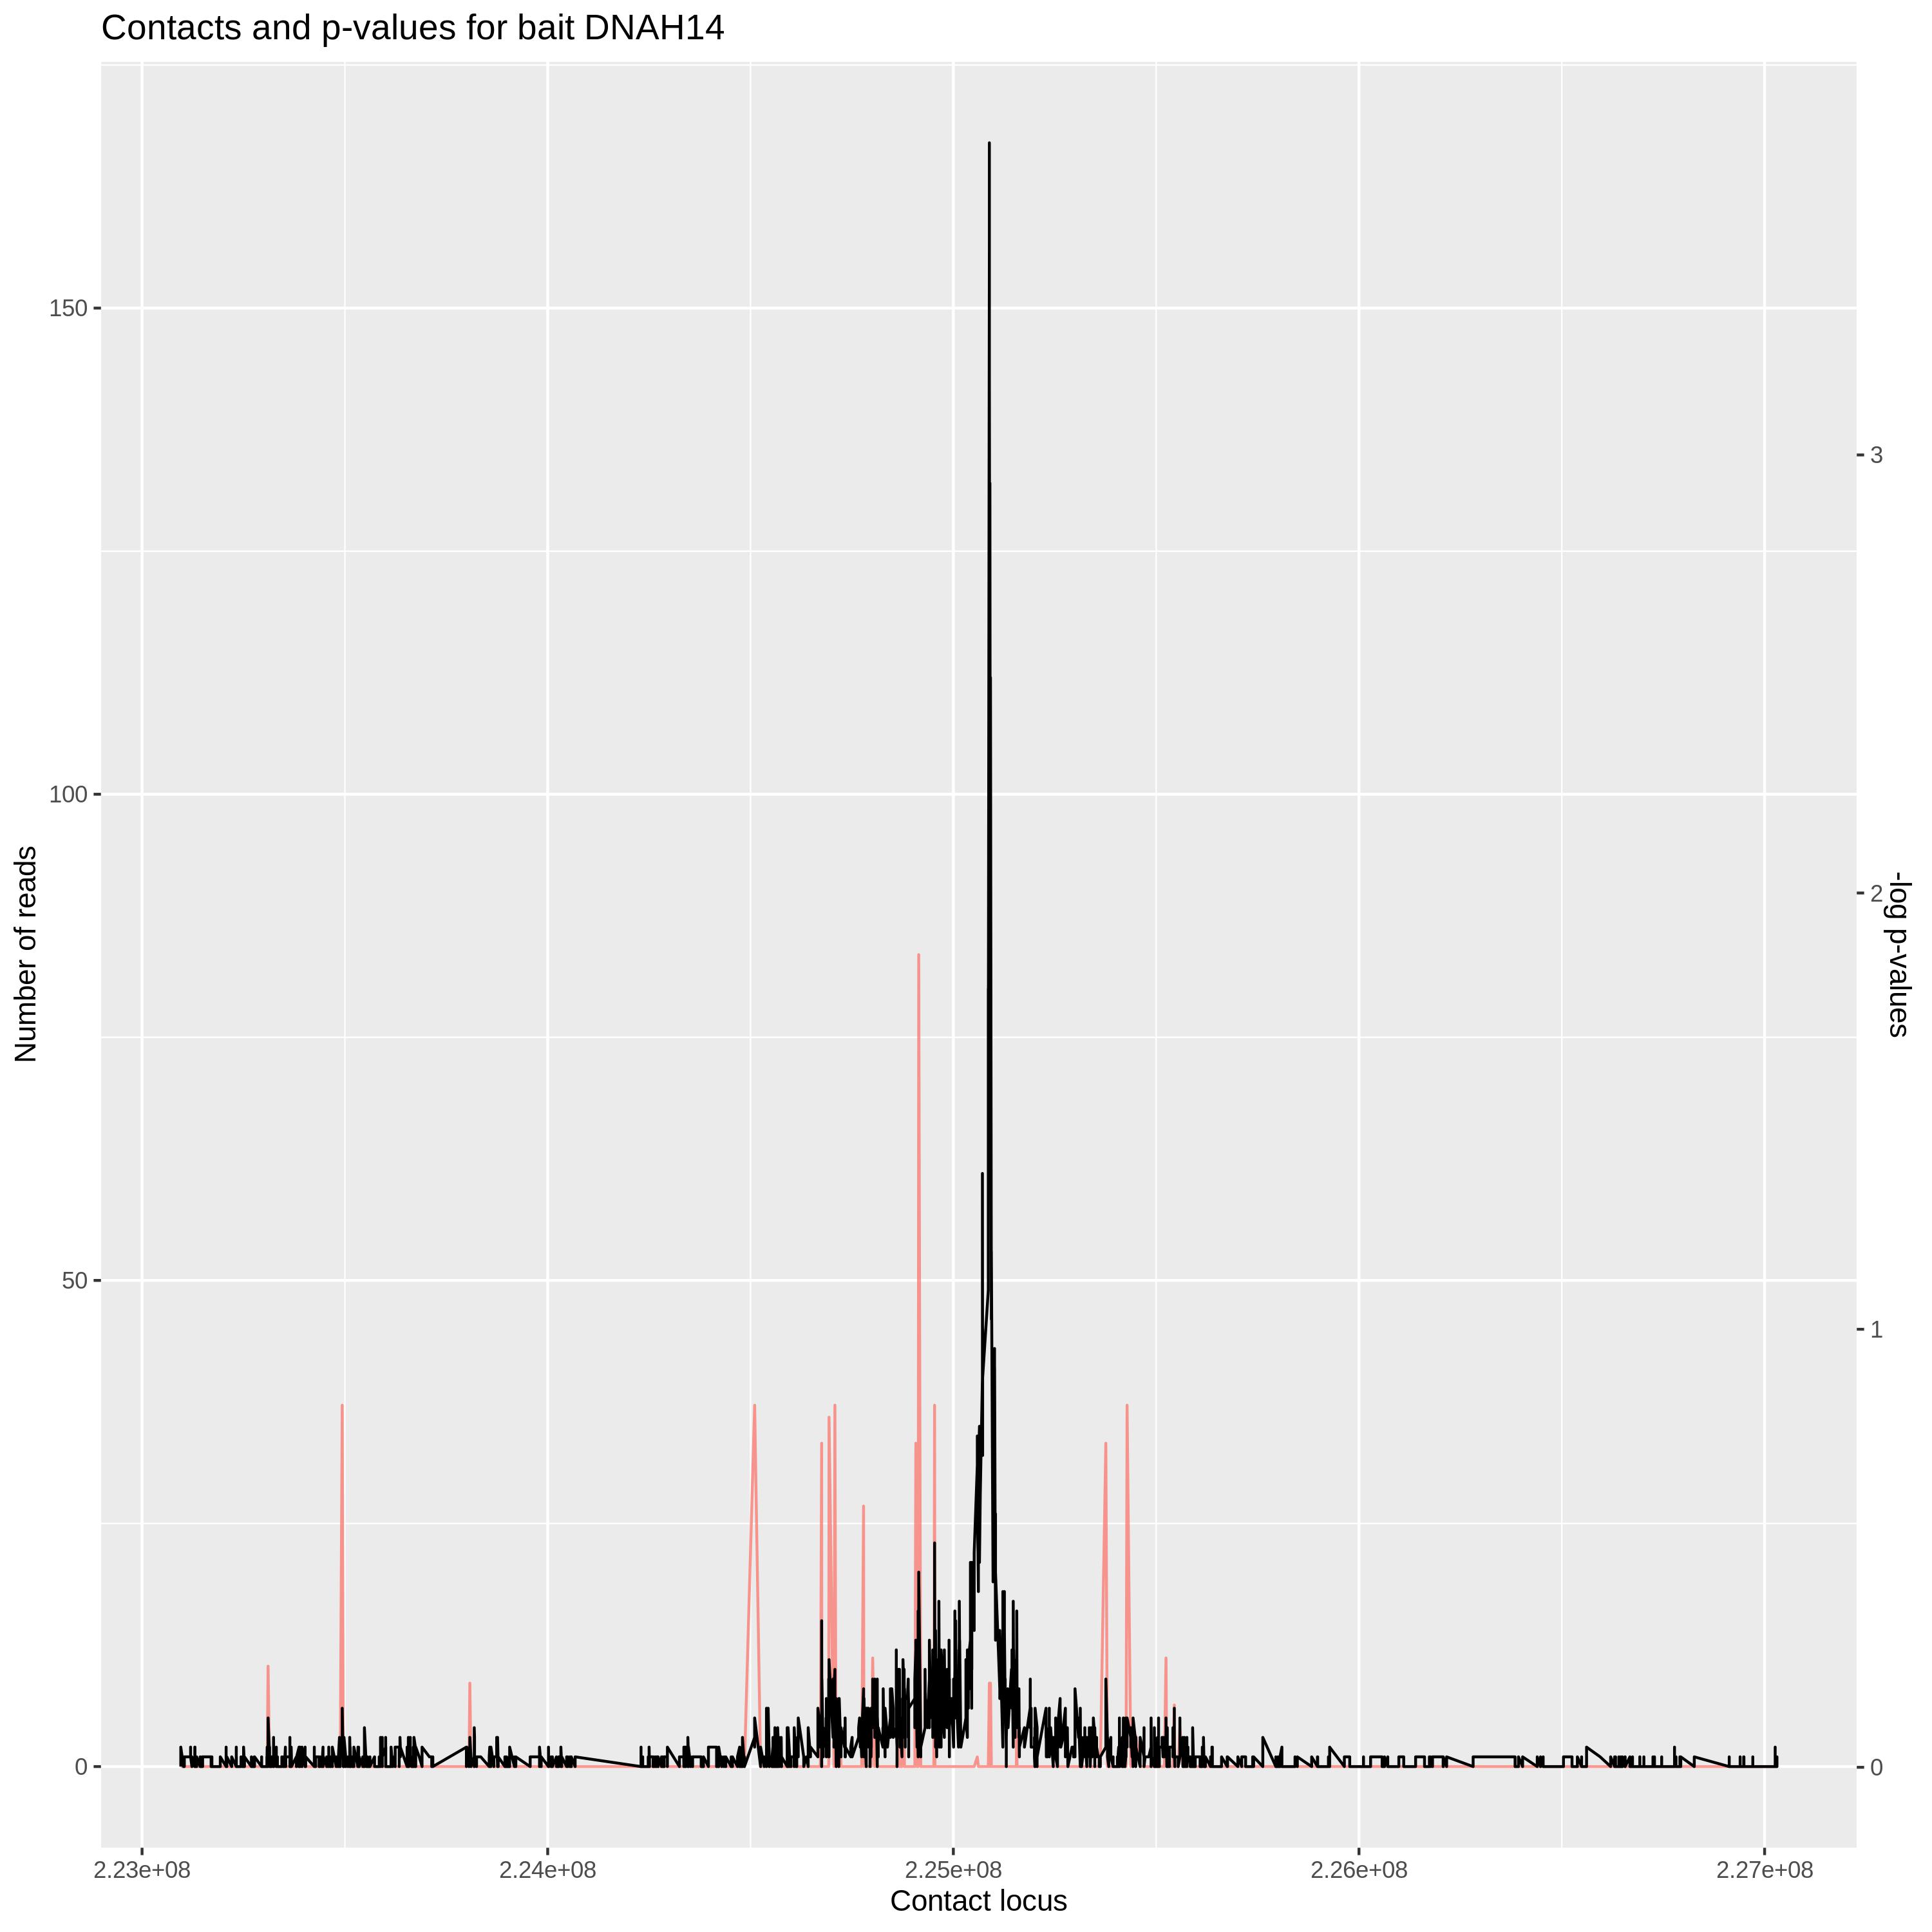 Contacts and p-values for bait DNAH14
150
100
50
0
Number of reads
3
2
1
0
-log p-values
2.23e+08
2.24e+08
2.25e+08
2.26e+08
2.27e+08
Contact locus